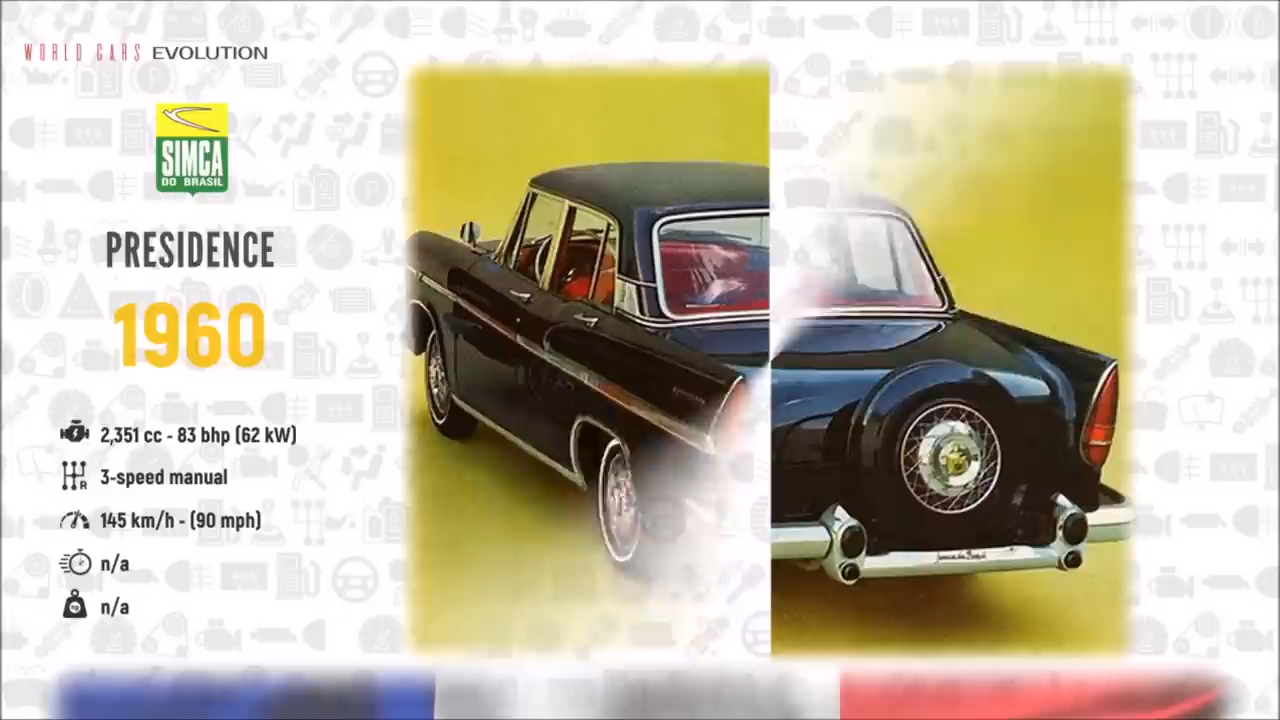 WORLD CARS EVOLUTION
SIMCA
DO BRASIL
PRESIDENCE
1960
2,351 cc - 83 bhp (62 kW)
R
3-speed manual
145 km/h - (90 mph)
n/a
kg
n/a